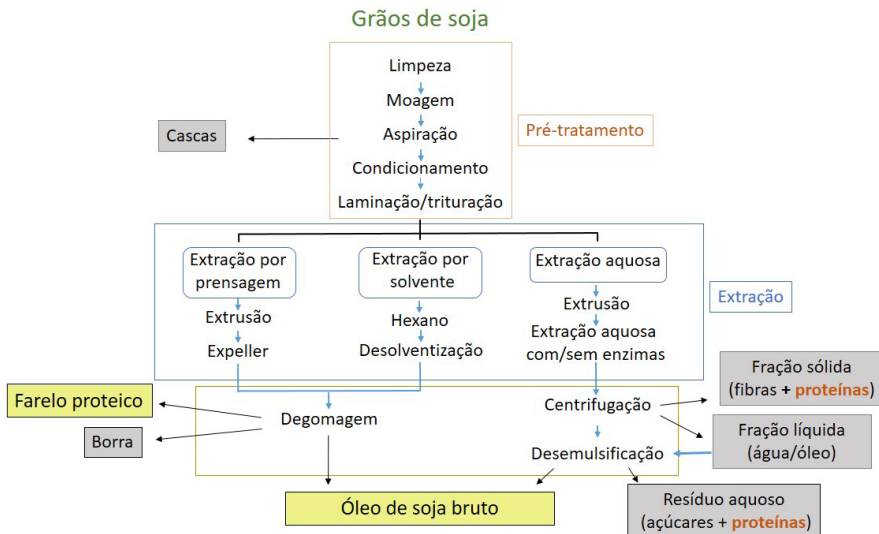 Grãos de soja
Limpeza
Moagem
Aspiração
Condicionamento
Laminação/trituração
Cascas
Pré-tratamento
Extração por
prensagem
Extrusão
Expeller
Extração por
solvente
Hexano
Desolventização
Extração aquosa
Extrusão
Extração aquosa
com/sem enzimas
Extração
Farelo proteico
Borra
Degomagem
Centrifugação
Desemulsificação
Fração sólida
(fibras + proteínas)
Fração líquida
(água/óleo)
Óleo de soja bruto
Resíduo aquoso
(açúcares + proteínas)